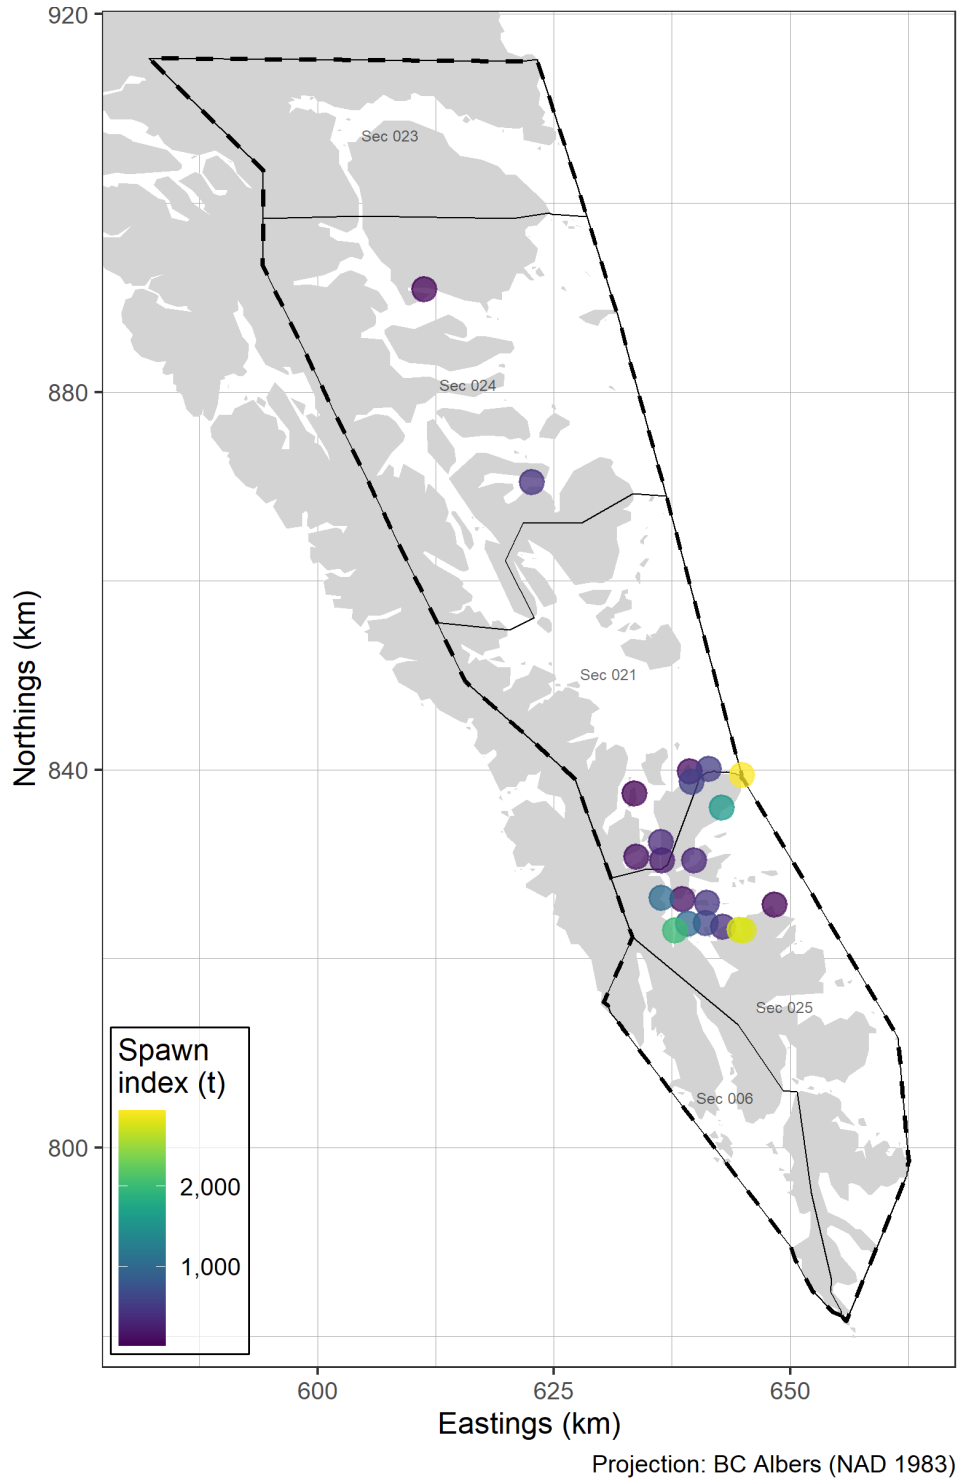 920
Sec 023
880
Sec 024
Northings (km)
Sec 021
840
Sec 025
Spawn
index (t)
Sec 006
800
2,000
1,000
600
625
650
Eastings (km)
Projection: BC Albers (NAD 1983)